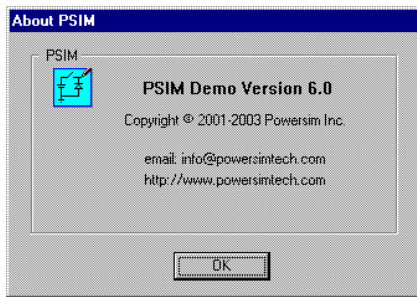 About PSIM
PSIM
PSIM Demo Version 6.0
Copyright © 2001-2003 Powersim Inc.
email: info@powersimtech.com
http://www.powersimtech.com
OK